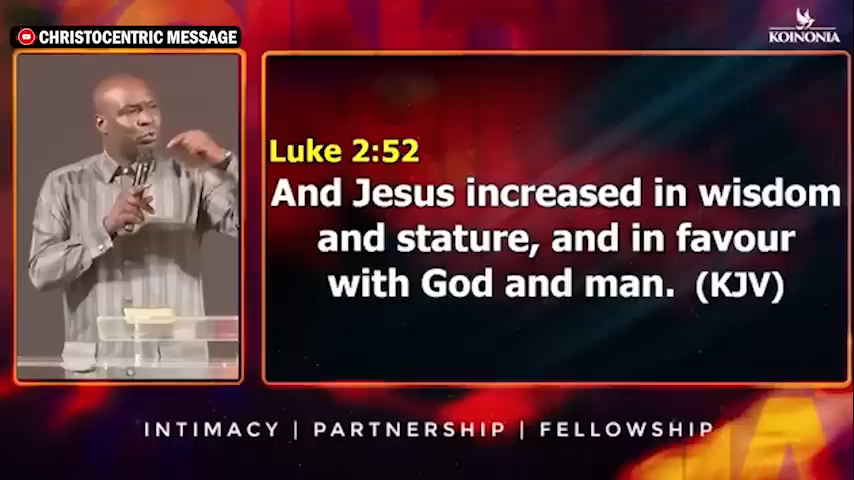 CHRISTOCENTRIC MESSAGE
KOINONIA
Luke 2:52
And Jesus increased in wisdom
and stature, and in favour
with God and man. (KJV)
INTIMACY | PARTNERSHIP | FELLOWSHIP